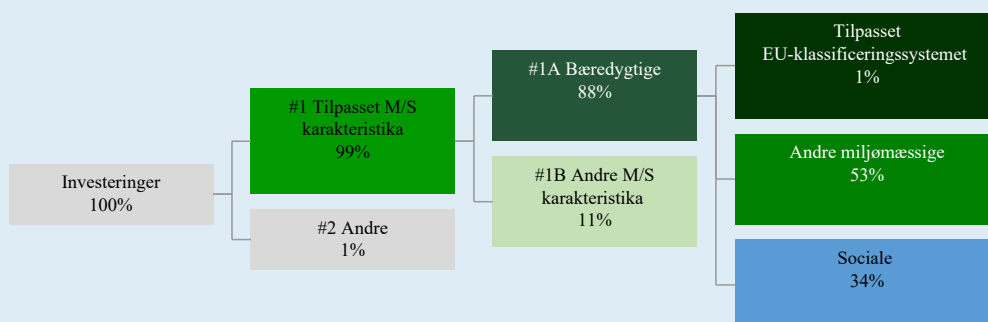 Investeringer
100%
#1 Tilpasset M/S
karakteristika
99%
#2 Andre
1%
#1A Bæredygtige
88%
#1B Andre M/S
karakteristika
11%
Tilpasset
EU-klassificeringssystemet
1%
Andre miljømæssige
53%
Sociale
34%